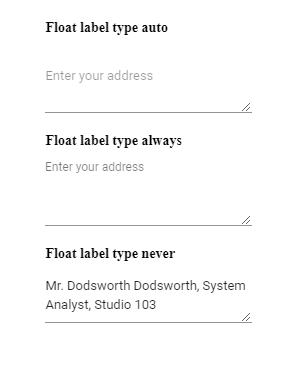 Float label type auto
Enter your address
Float label type always
Enter your address
Float label type never
Mr. Dodsworth Dodsworth, System
Analyst, Studio 103